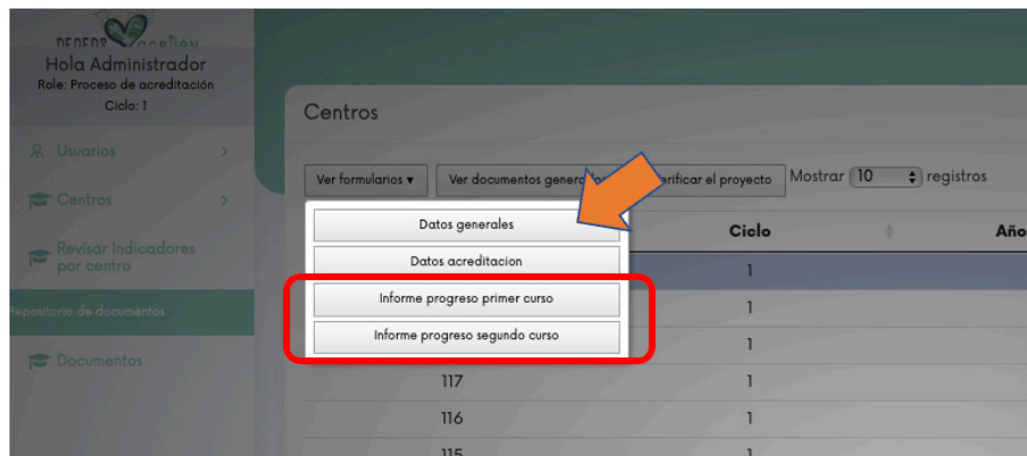 Hola Administrador
Role: Proceso de acreditación
Ciclo: 1
Usuarios
Centros
Revisar Indicadores
por centro
Repositorio de documentos
Documentos
Centros
Ver formularios ▾ Ver documentos el proyecto Mostrar 10 registros
Datos generales
Datos acreditacion
Informe progreso primer curso
Informe progreso segundo curso
Ciclo Año
1
1
1
117 1
116 1
115 1